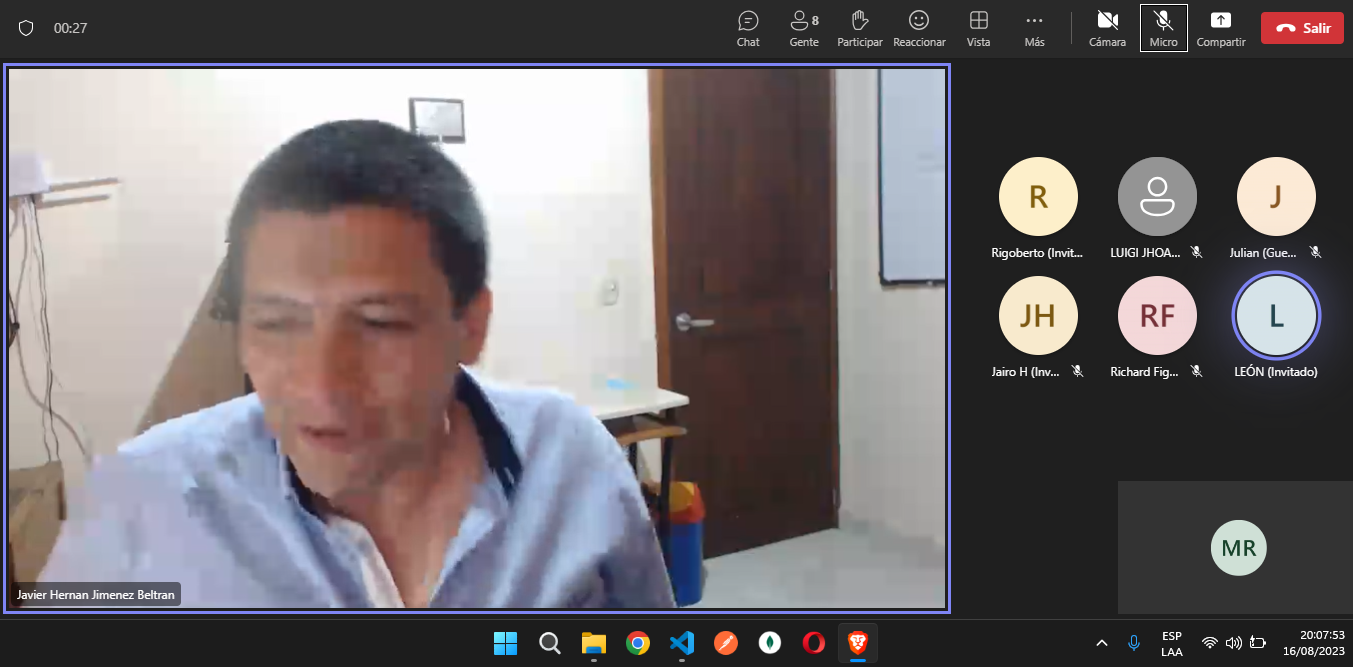 00:27
Chat
8
Gente
Participar
Reaccionar
Vista
Más
Cámara
Micro
Compartir
Salir
R
Rigoberto (Invit...
LUIGI JHOA...
J
Julian (Gue...
JH
Jairo H (Inv...
RF
Richard Fig...
L
LEÓN (Invitado)
MR
Javier Hernan Jimenez Beltran
ESP
LAA
20:07:53
16/08/2023